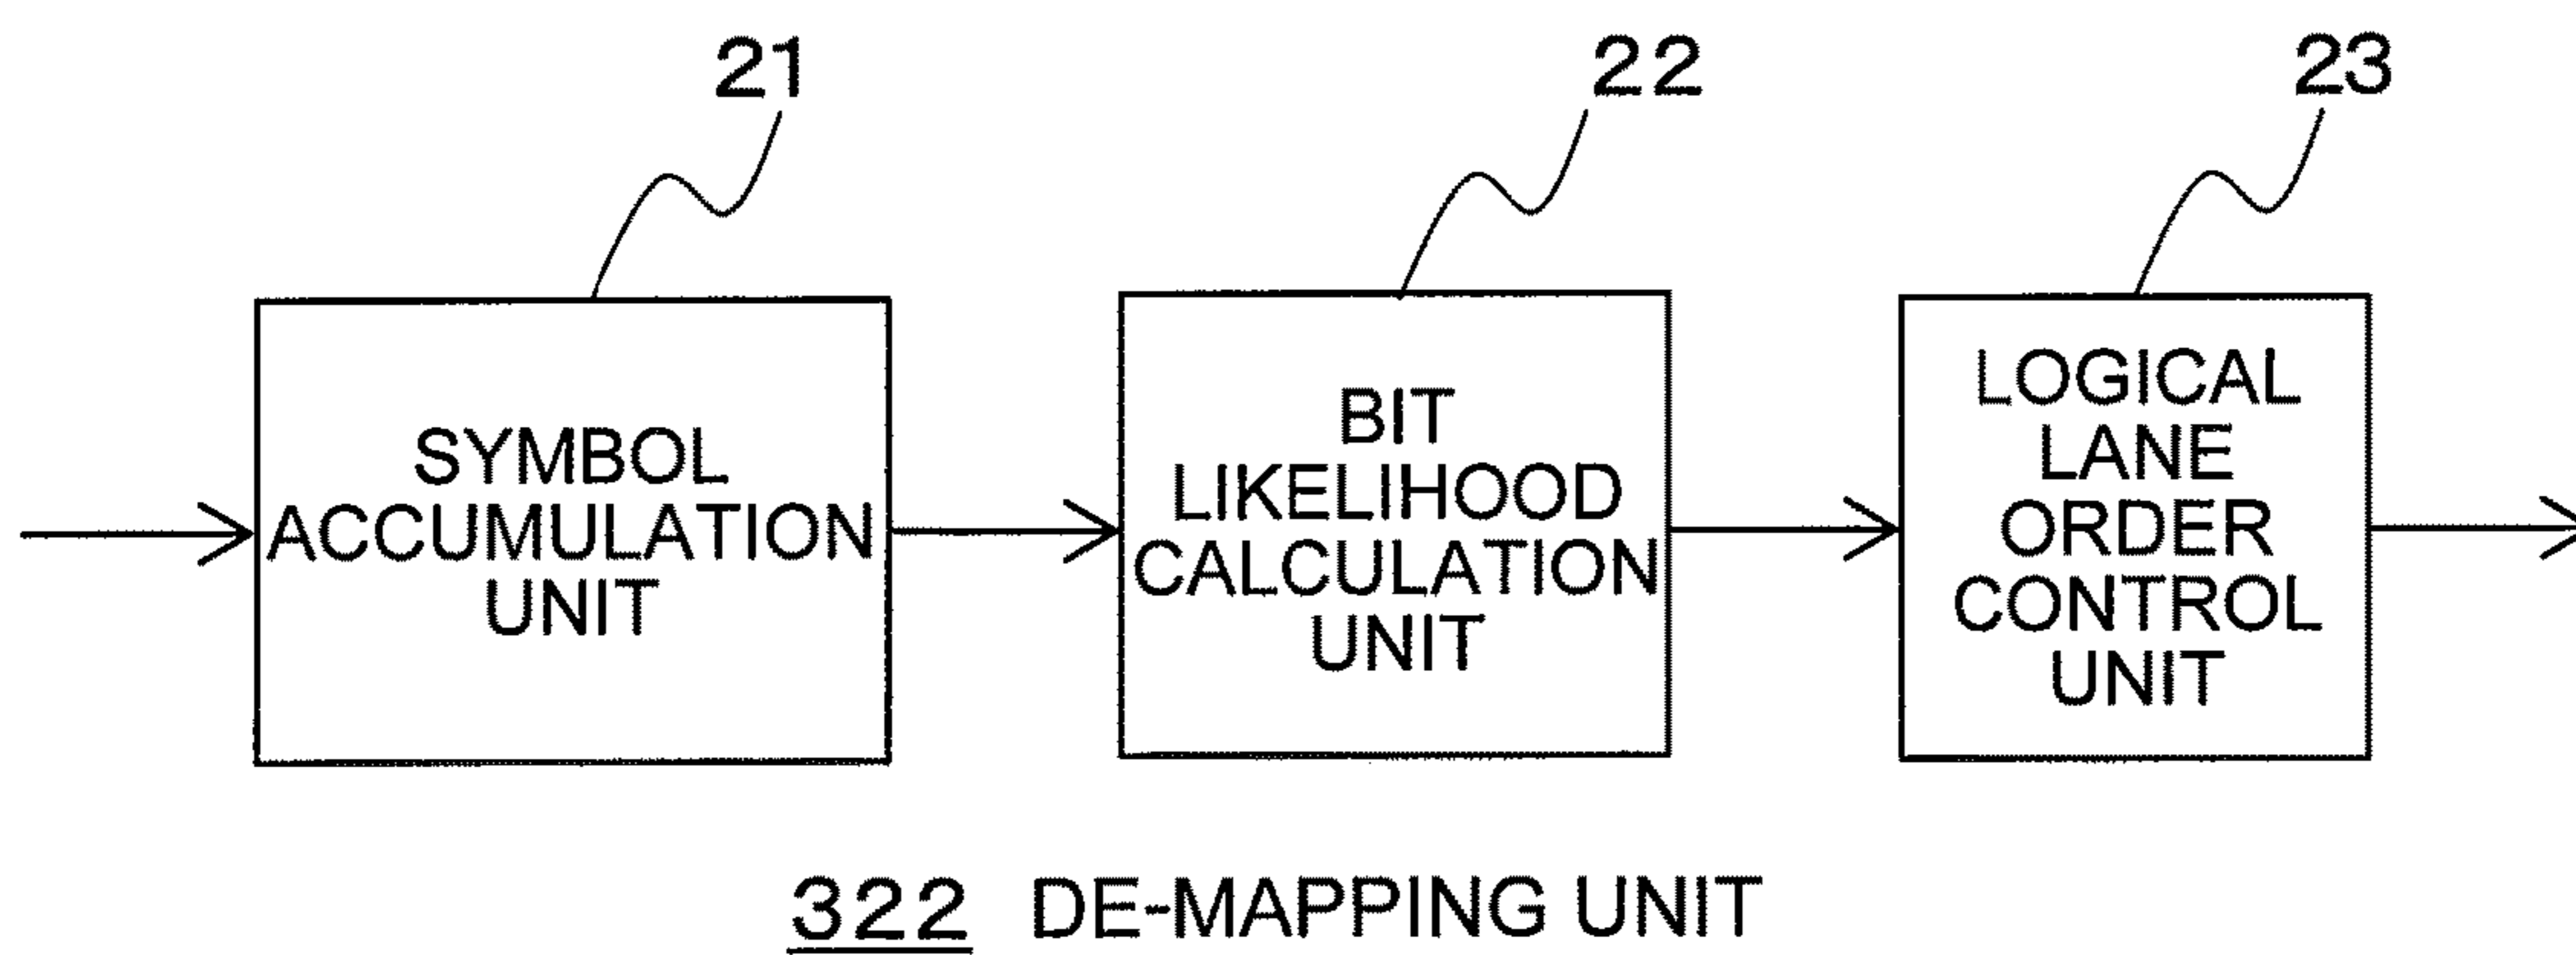 21
22
23
SYMBOL
ACCUMULATION
UNIT
BIT
LIKELIHOOD
CALCULATION
UNIT
LOGICAL
LANE
ORDER
CONTROL
UNIT
322 DE-MAPPING UNIT